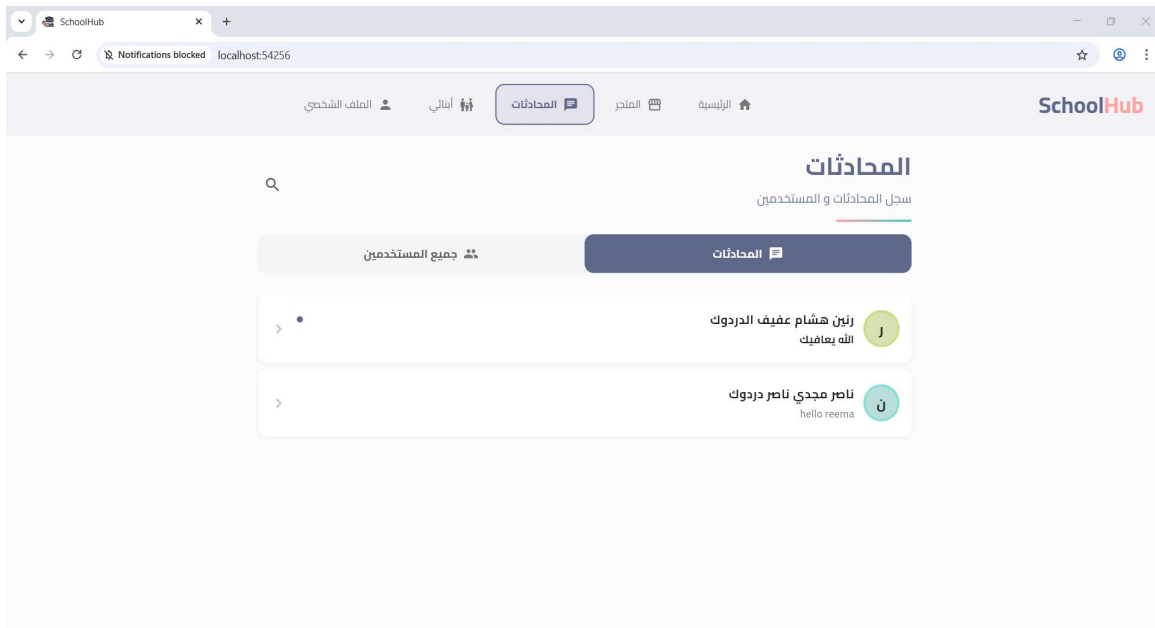 SchoolHub
Notifications blocked localhost:54256
SchoolHub
الرئيسية
المتجر
المحادثات
أبنائي
الملف الشخصي
المحادثات
سجل المحادثات و المستخدمين
المحادثات
جميع المستخدمين
ر
رنين هشام عفيف الدردوك
الله يعافيك
ن
ناصر مجدي ناصر دردوك
hello reema